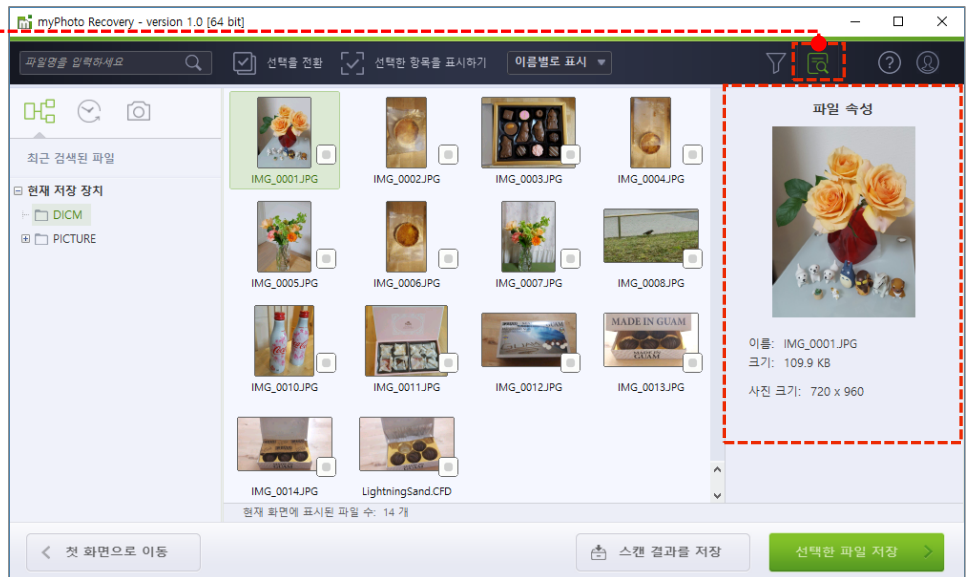 myPhoto Recovery - version 1.0 [64 bit]
파일명을 입력하세요
선택을 전환
선택한 항목을 표시하기
이름별로 표시
최근 검색된 파일
현재 저장 장치
DICM
PICTURE
IMG_0001.JPG
IMG_0002.JPG
IMG_0003.JPG
IMG_0004.JPG
IMG_0005.JPG
IMG_0006.JPG
IMG_0007.JPG
IMG_0008.JPG
MADE IN GUAM
IMG_0010.JPG
IMG_0011.JPG
IMG_0012.JPG
IMG_0013.JPG
IMG_0014.JPG
LightningSand.CFD
현재 화면에 표시된 파일 수: 14 개
파일 속성
이름: IMG_0001.JPG
크기: 109.9 KB
사진 크기: 720 x 960
첫 화면으로 이동
스캔 결과를 저장
선택한 파일 저장